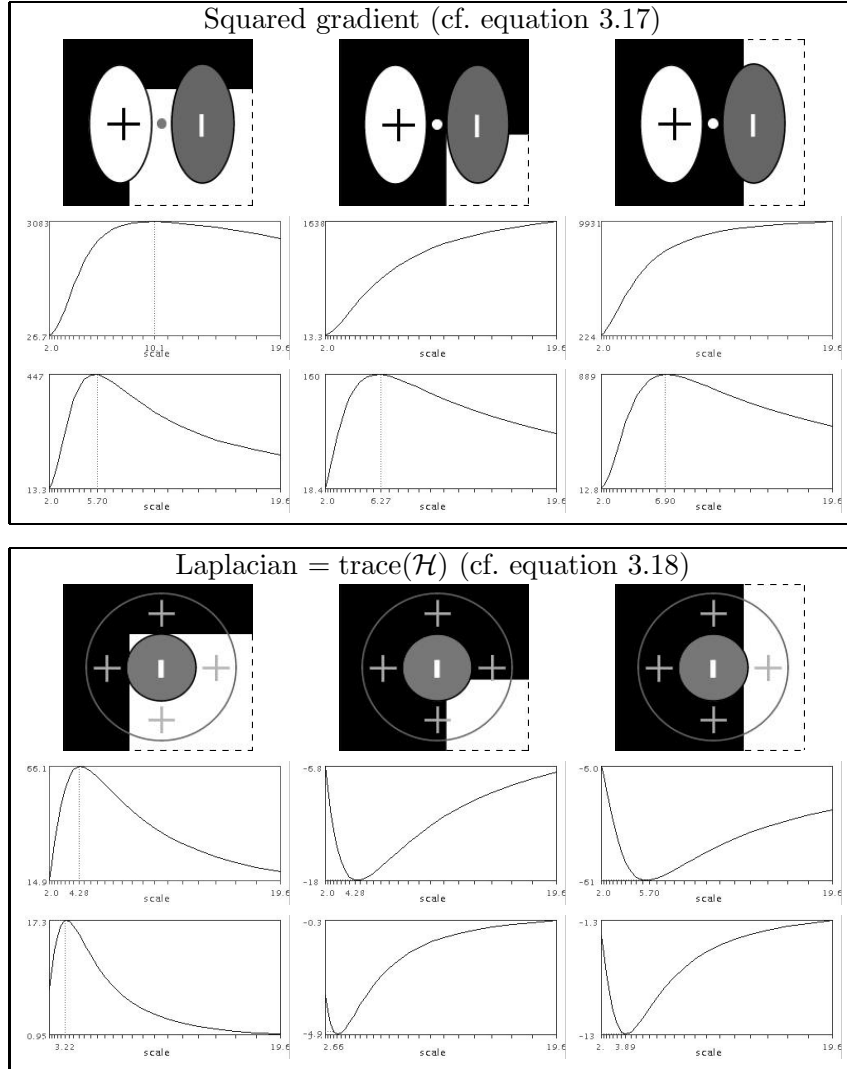 Squared gradient (cf. equation 3.17)
+ − + − + −
3083 1638 9931
26.7 13.3 224
2.0 10.1 19.6 2.0 19.6 2.0 19.6
scale scale scale
447 160 889
13.3 18.4 12.8
2.0 5.70 19.6 2.0 6.27 19.6 2.0 6.90 19.6
scale scale scale
Laplacian = trace(ℋ) (cf. equation 3.18)
+ + +
+ − + + − + + − +
+ + +
66.1 -6.8 -6.0
14.9 -18 -61
2.0 4.28 19.6 2.0 4.28 19.6 2.0 5.70 19.6
scale scale scale
17.3 -0.3 -1.3
0.95 -4.9 -13
3.22 19.6 2.66 19.6 2. 3.89 19.6
scale scale scale